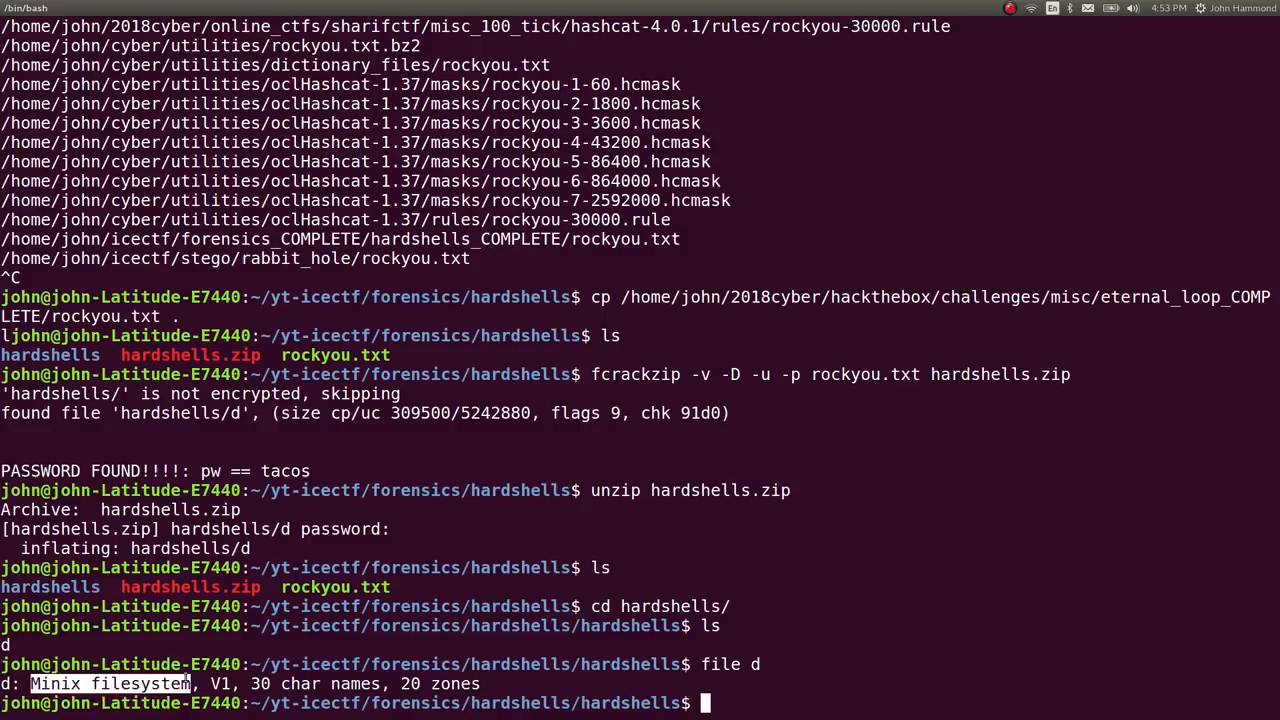 /bin/bash
En
4:53 PM
John Hammond
/home/john/2018cyber/online_ctfs/sharifctf/misc_100_tick/hashcat-4.0.1/rules/rockyou-30000.rule
/home/john/cyber/utilities/rockyou.txt.bz2
/home/john/cyber/utilities/dictionary_files/rockyou.txt
/home/john/cyber/utilities/oclHashcat-1.37/masks/rockyou-1-60.hcmask
/home/john/cyber/utilities/oclHashcat-1.37/masks/rockyou-2-1800.hcmask
/home/john/cyber/utilities/oclHashcat-1.37/masks/rockyou-3-3600.hcmask
/home/john/cyber/utilities/oclHashcat-1.37/masks/rockyou-4-43200.hcmask
/home/john/cyber/utilities/oclHashcat-1.37/masks/rockyou-5-86400.hcmask
/home/john/cyber/utilities/oclHashcat-1.37/masks/rockyou-6-864000.hcmask
/home/john/cyber/utilities/oclHashcat-1.37/masks/rockyou-7-2592000.hcmask
/home/john/cyber/utilities/oclHashcat-1.37/rules/rockyou-30000.rule
/home/john/icectf/forensics_COMPLETE/hardshells_COMPLETE/rockyou.txt
/home/john/icectf/stego/rabbit_hole/rockyou.txt
^C
john@john-Latitude-E7440:~/yt-icectf/forensics/hardshells$ cp /home/john/2018cyber/hackthebox/challenges/misc/eternal_loop_COMP
LETE/rockyou.txt .
ljohn@john-Latitude-E7440:~/yt-icectf/forensics/hardshells$ ls
hardshells  hardshells.zip  rockyou.txt
john@john-Latitude-E7440:~/yt-icectf/forensics/hardshells$ fcrackzip -v -D -u -p rockyou.txt hardshells.zip
'hardshells/' is not encrypted, skipping
found file 'hardshells/d', (size cp/uc 309500/5242880, flags 9, chk 91d0)
PASSWORD FOUND!!!!: pw == tacos
john@john-Latitude-E7440:~/yt-icectf/forensics/hardshells$ unzip hardshells.zip
Archive:  hardshells.zip
[hardshells.zip] hardshells/d password:
  inflating: hardshells/d
john@john-Latitude-E7440:~/yt-icectf/forensics/hardshells$ ls
hardshells  hardshells.zip  rockyou.txt
john@john-Latitude-E7440:~/yt-icectf/forensics/hardshells$ cd hardshells/
john@john-Latitude-E7440:~/yt-icectf/forensics/hardshells/hardshells$ ls
d
john@john-Latitude-E7440:~/yt-icectf/forensics/hardshells/hardshells$ file d
d: Minix filesystem, V1, 30 char names, 20 zones
john@john-Latitude-E7440:~/yt-icectf/forensics/hardshells/hardshells$